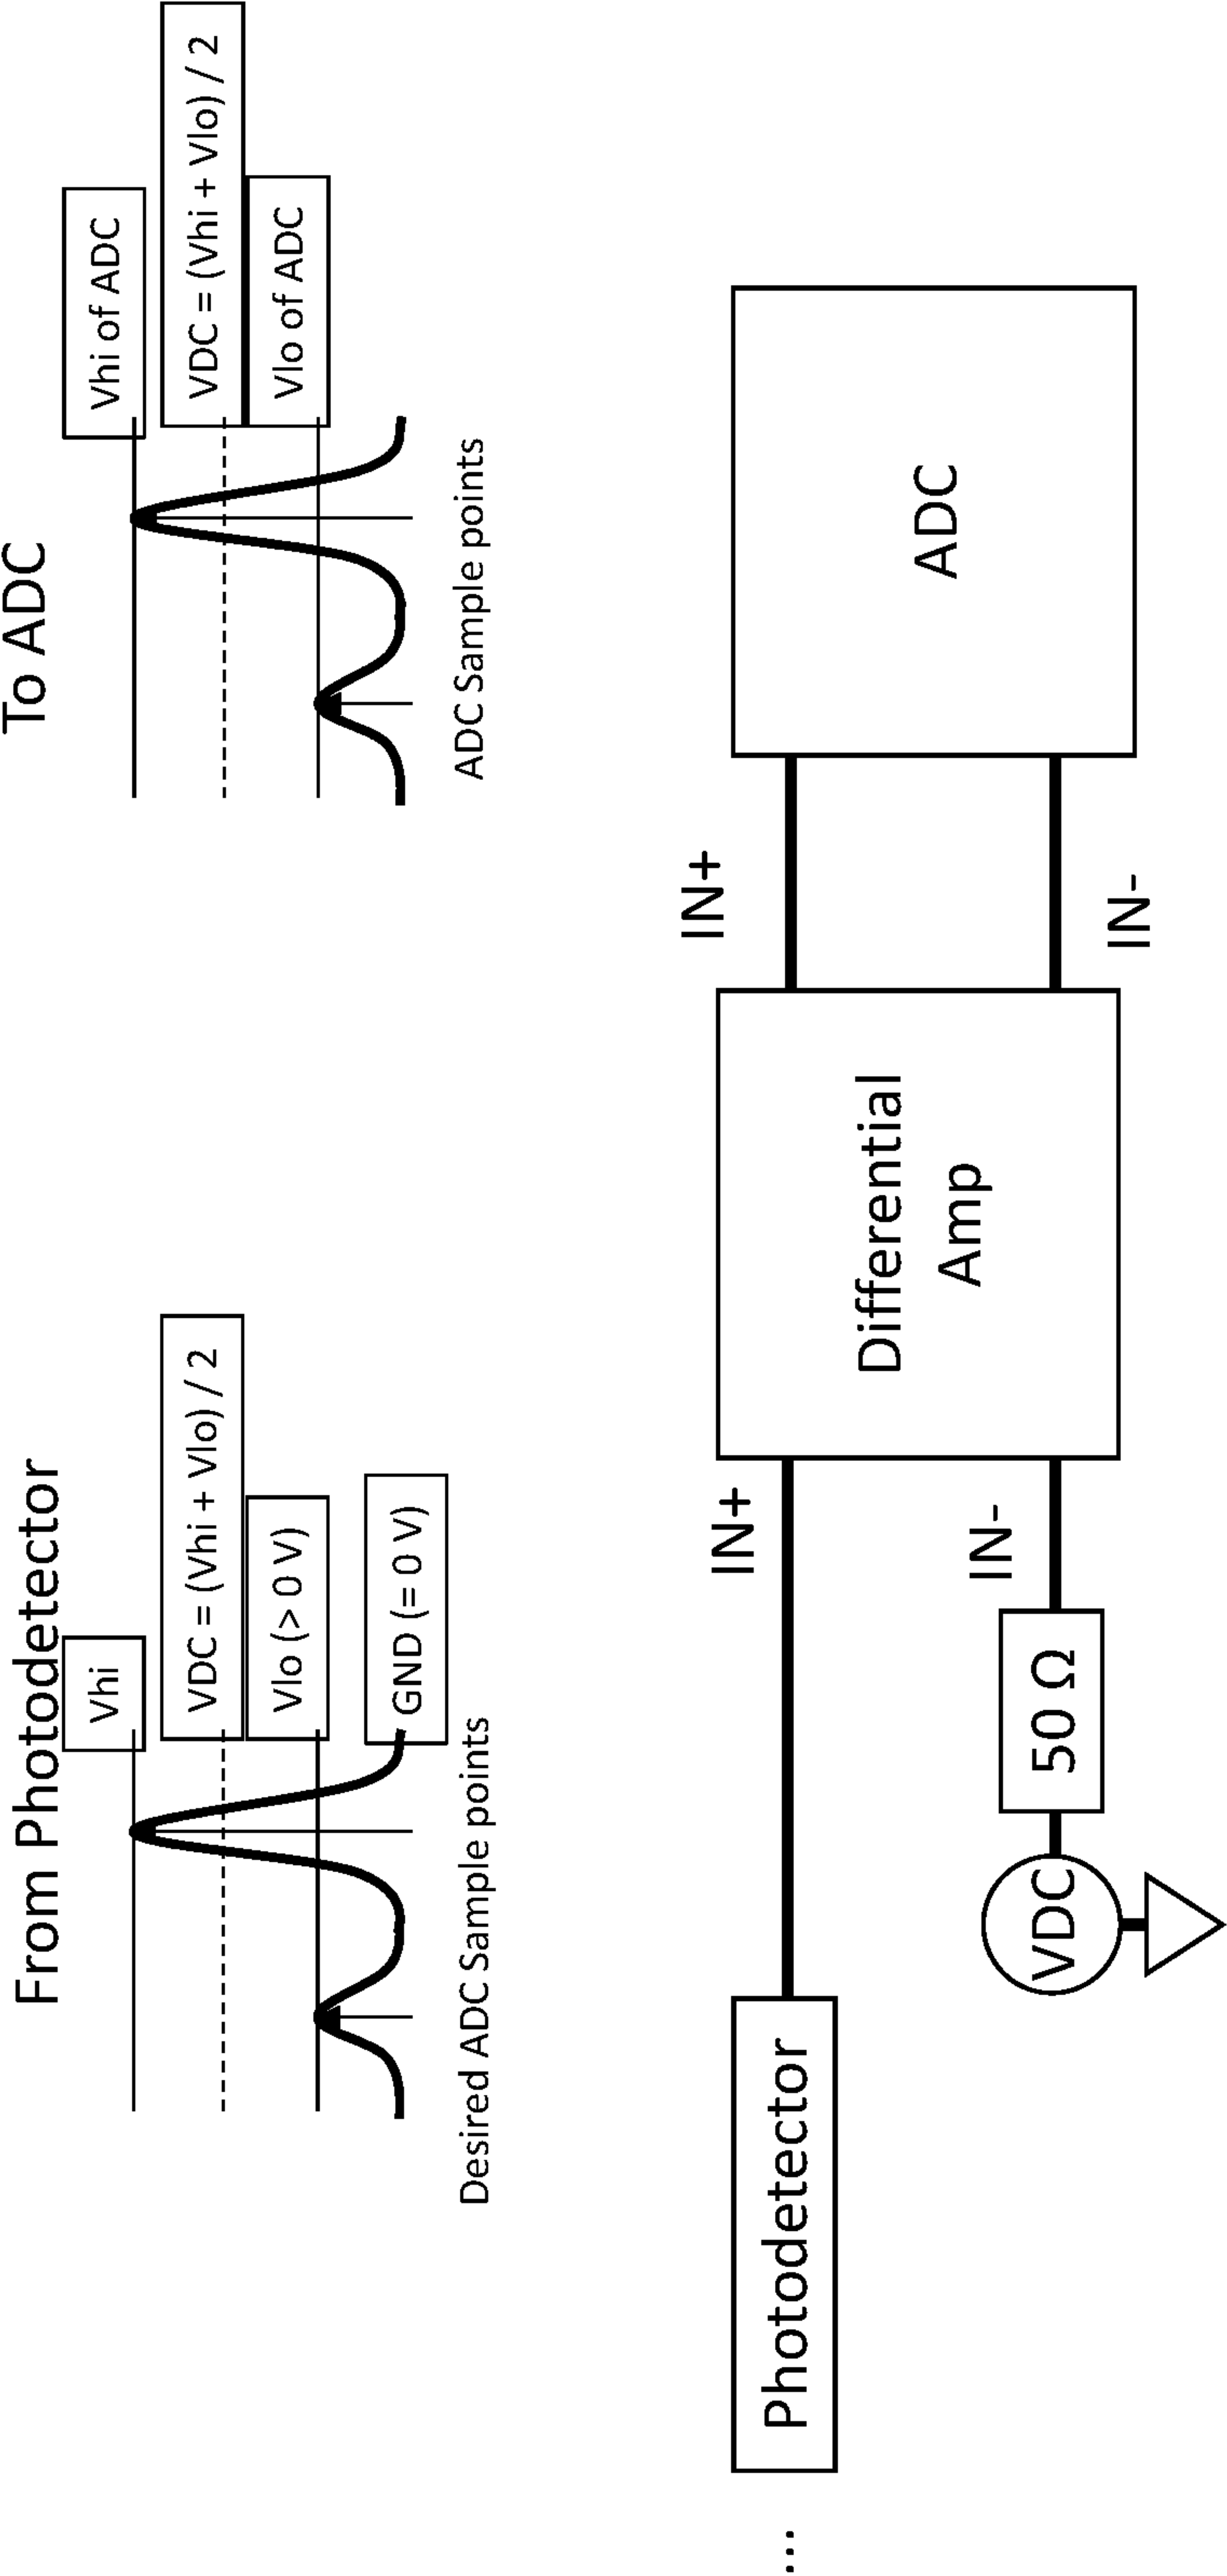 From Photodetector
Vhi
VDC = (Vhi + Vlo) / 2
Vlo (> 0 V)
GND (= 0 V)
Desired ADC Sample points
To ADC
Vhi of ADC
VDC = (Vhi + Vlo) / 2
Vlo of ADC
ADC Sample points
...
Photodetector
IN+
VDC
50 Ω
IN-
Differential
Amp
IN+
IN-
ADC